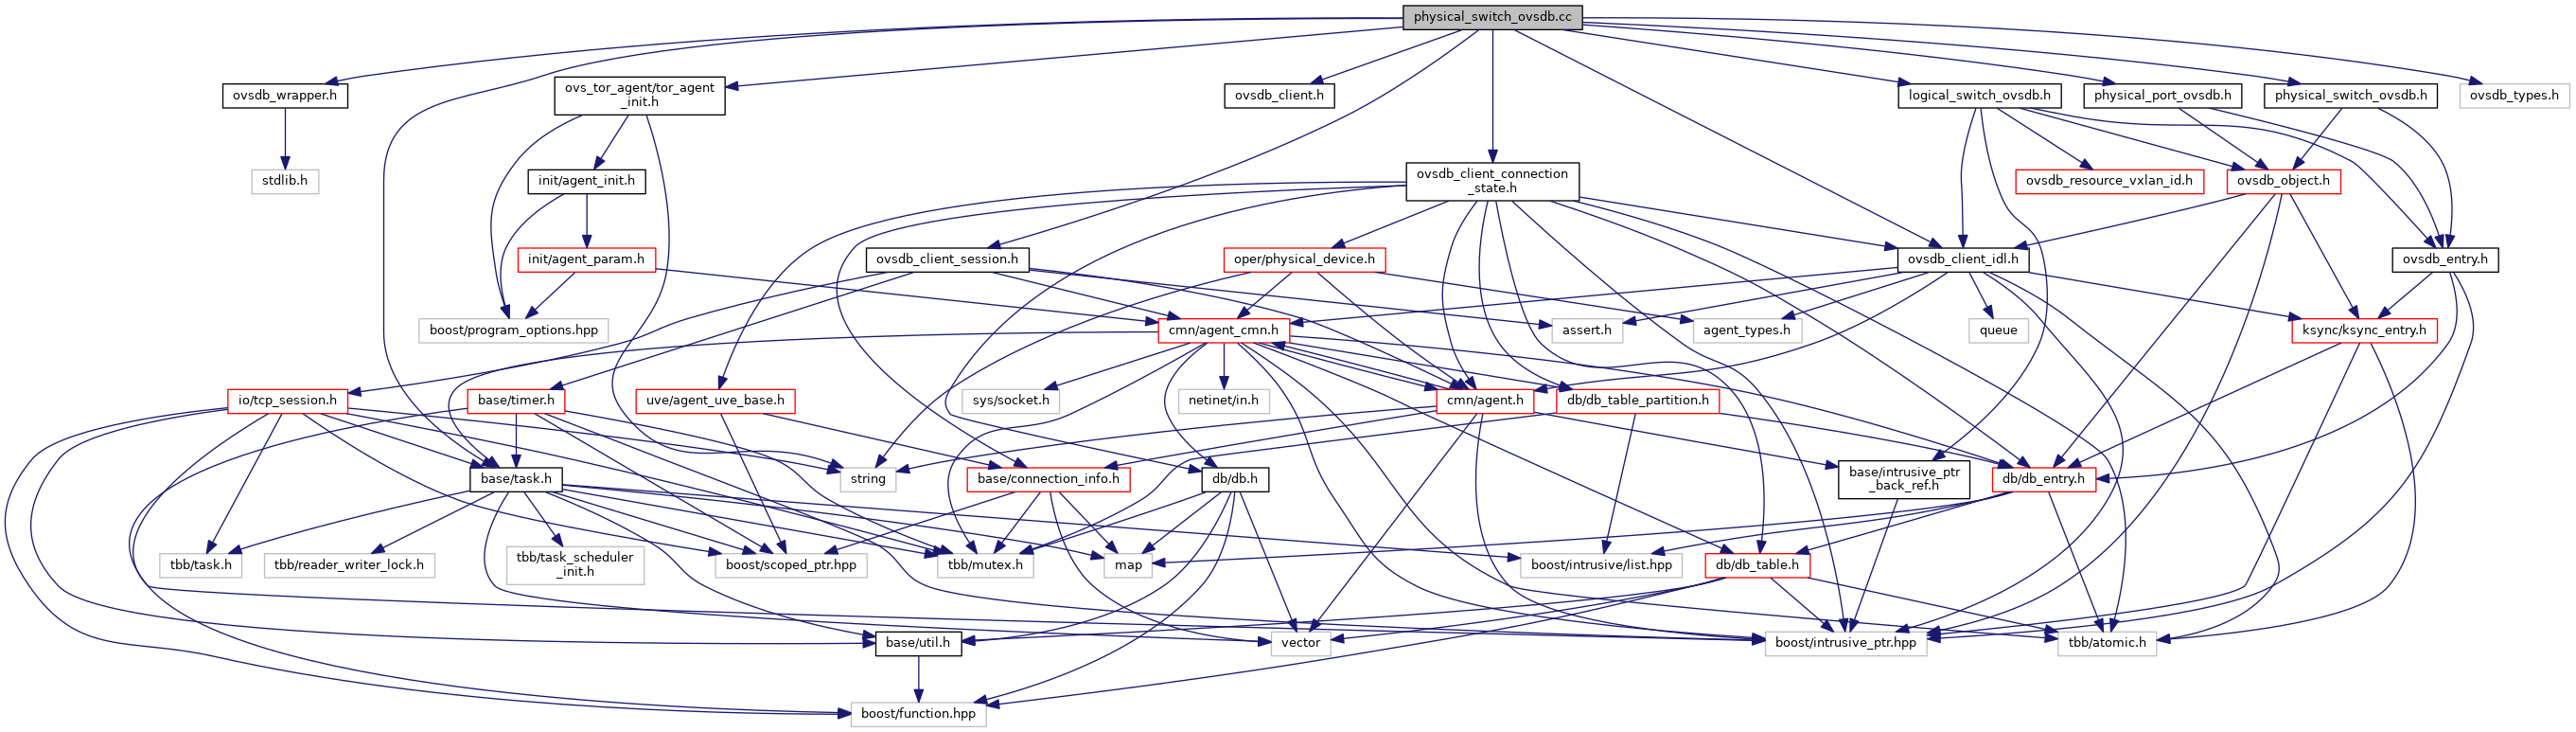 physical_switch_ovsdb.cc
ovsdb_wrapper.h
ovs_tor_agent/tor_agent
_init.h
ovsdb_client.h
logical_switch_ovsdb.h
physical_port_ovsdb.h
physical_switch_ovsdb.h
ovsdb_types.h
stdlib.h
init/agent_init.h
ovsdb_client_connection
_state.h
ovsdb_resource_vxlan_id.h
ovsdb_object.h
init/agent_param.h
ovsdb_client_session.h
oper/physical_device.h
ovsdb_client_idl.h
ovsdb_entry.h
boost/program_options.hpp
cmn/agent_cmn.h
assert.h
agent_types.h
queue
ksync/ksync_entry.h
io/tcp_session.h
base/timer.h
uve/agent_uve_base.h
sys/socket.h
netinet/in.h
cmn/agent.h
db/db_table_partition.h
base/task.h
string
base/connection_info.h
db/db.h
base/intrusive_ptr
_back_ref.h
db/db_entry.h
tbb/task.h
tbb/reader_writer_lock.h
tbb/task_scheduler
_init.h
boost/scoped_ptr.hpp
tbb/mutex.h
map
boost/intrusive/list.hpp
db/db_table.h
base/util.h
vector
boost/intrusive_ptr.hpp
tbb/atomic.h
boost/function.hpp